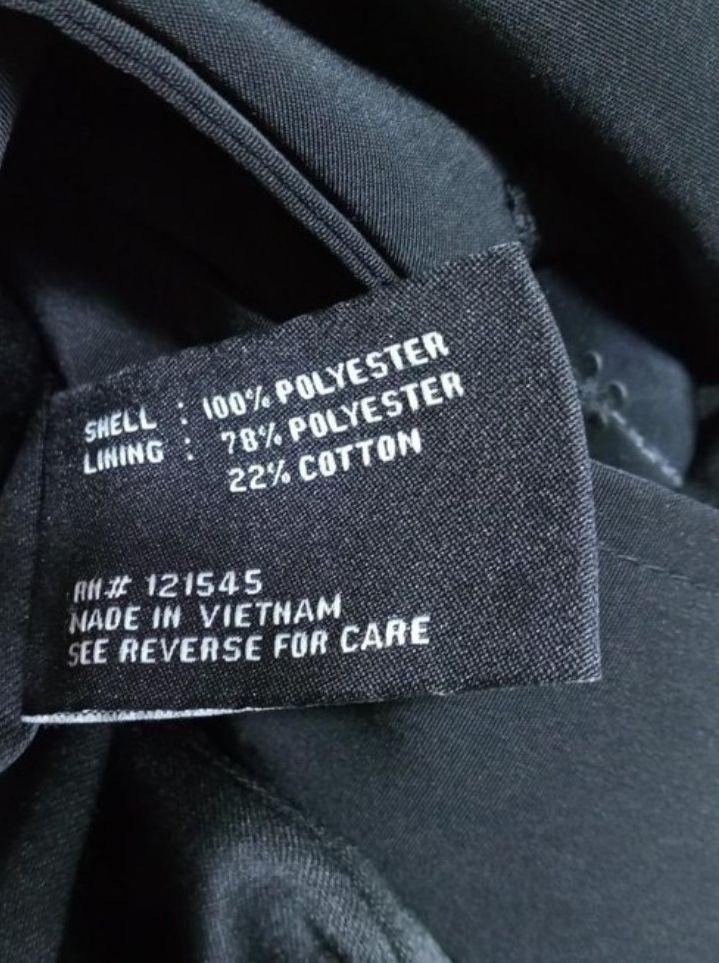 SHELL : 100% POLYESTER
LINING : 78% POLYESTER
22% COTTON
RN# 121545
MADE IN VIETNAM
SEE REVERSE FOR CARE